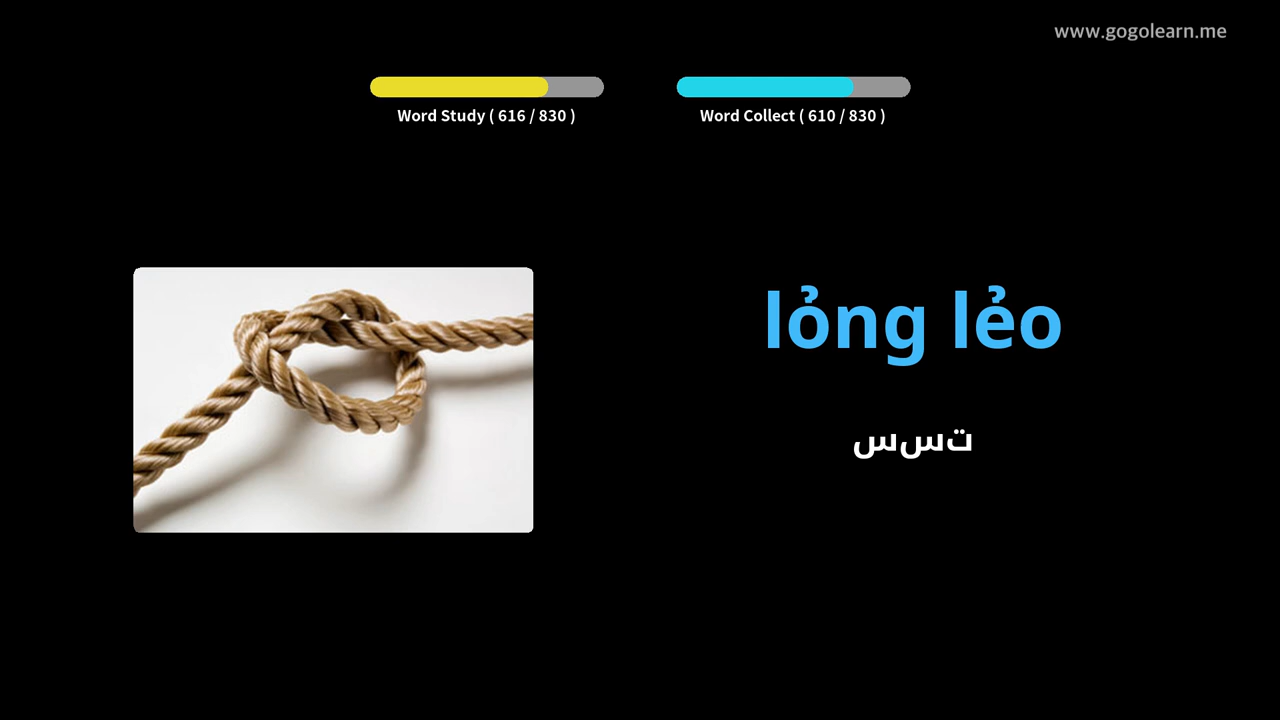 www.gogolearn.me
Word Study ( 616 / 830 )
Word Collect ( 610 / 830 )
lỏng lẻo
تسس